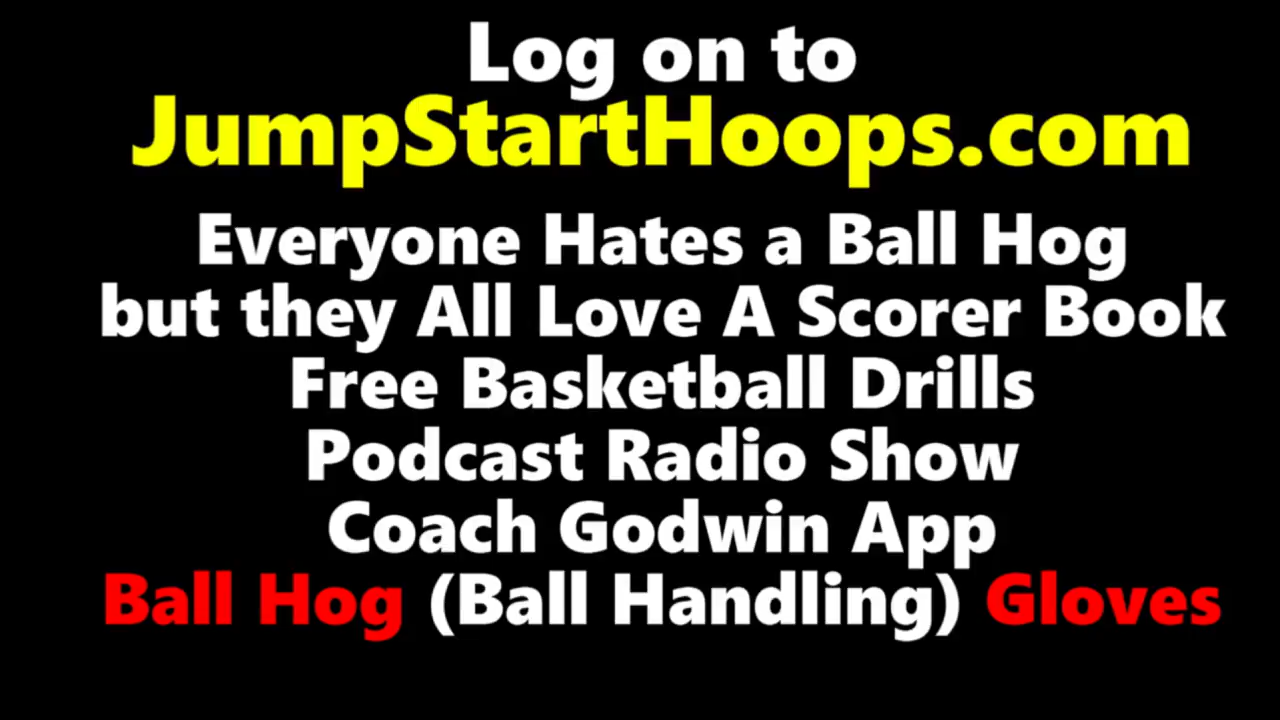 Log on to
JumpStartHoops.com
Everyone Hates a Ball Hog
but they All Love A Scorer Book
Free Basketball Drills
Podcast Radio Show
Coach Godwin App
Ball Hog (Ball Handling) Gloves